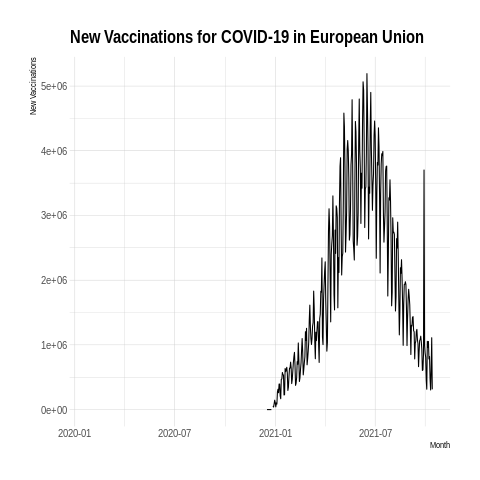 New Vaccinations for COVID-19 in European Union
New Vaccinations
5e+06
4e+06
3e+06
2e+06
1e+06
0e+00
2020-01 2020-07 2021-01 2021-07
Month